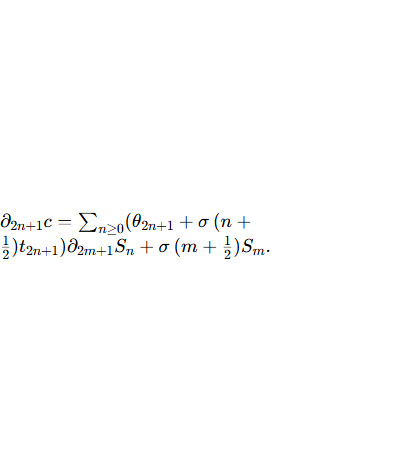 ∂₂ₙ₊₁c = ∑ₙ≥₀(θ₂ₙ₊₁ + σ (n +
½)t₂ₙ₊₁)∂₂ₘ₊₁Sₙ + σ (m + ½)Sₘ.